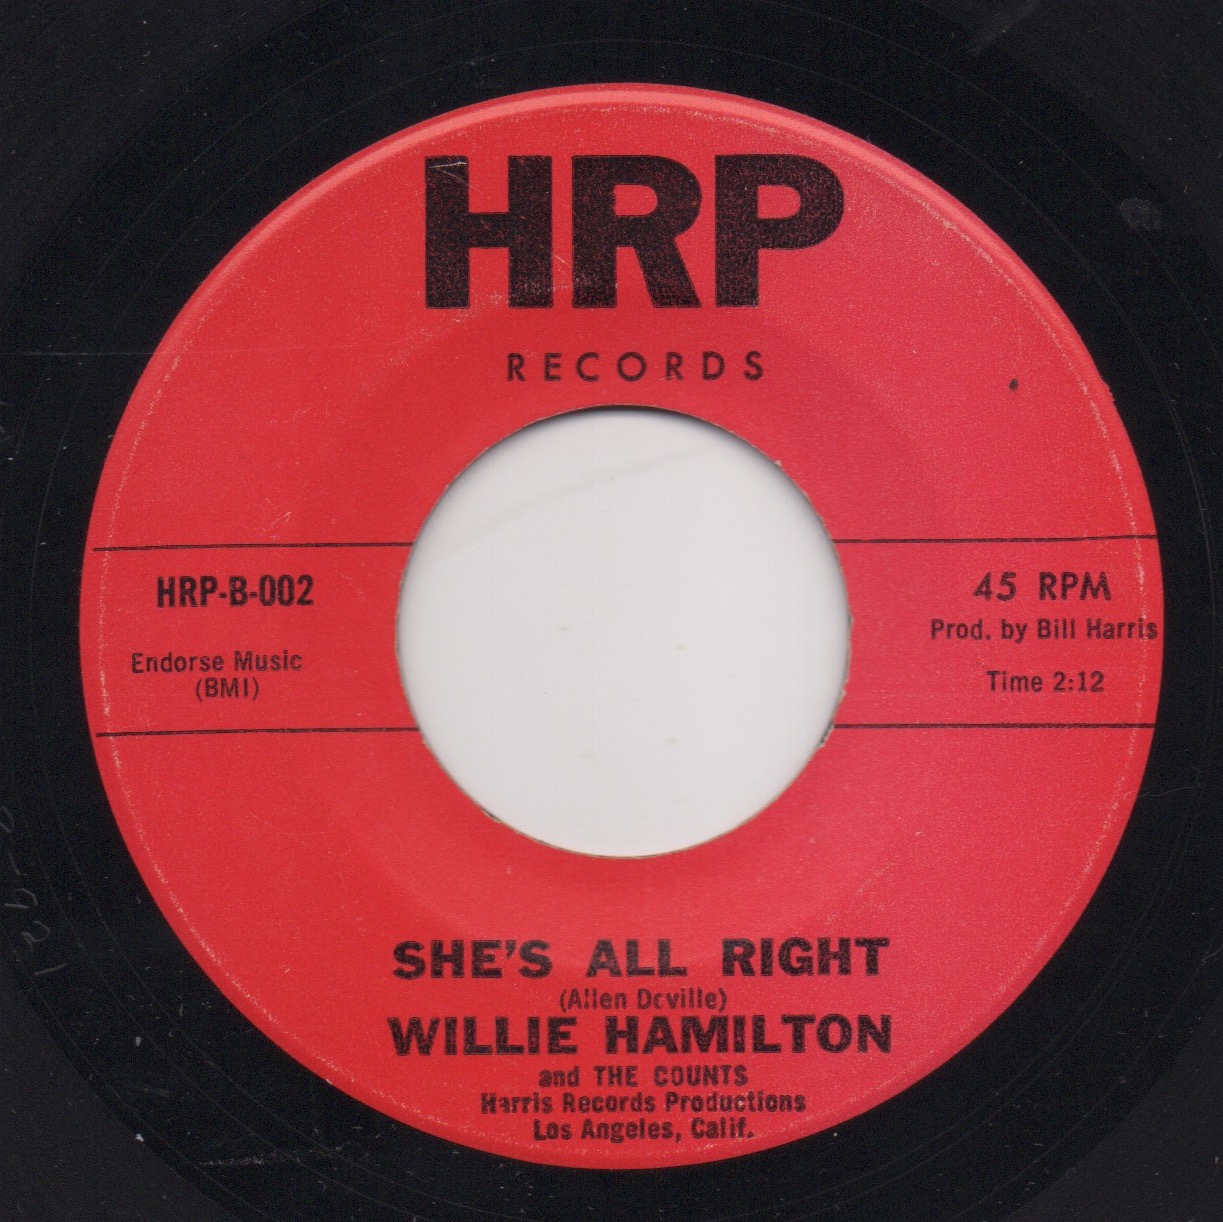 HRP
RECORDS
HRP-B-002
Endorse Music
(BMI)
45 RPM
Prod. by Bill Harris
Time 2:12
SHE'S ALL RIGHT
(Allen Deville)
WILLIE HAMILTON
and THE COUNTS
Harris Records Productions
Los Angeles, Calif.